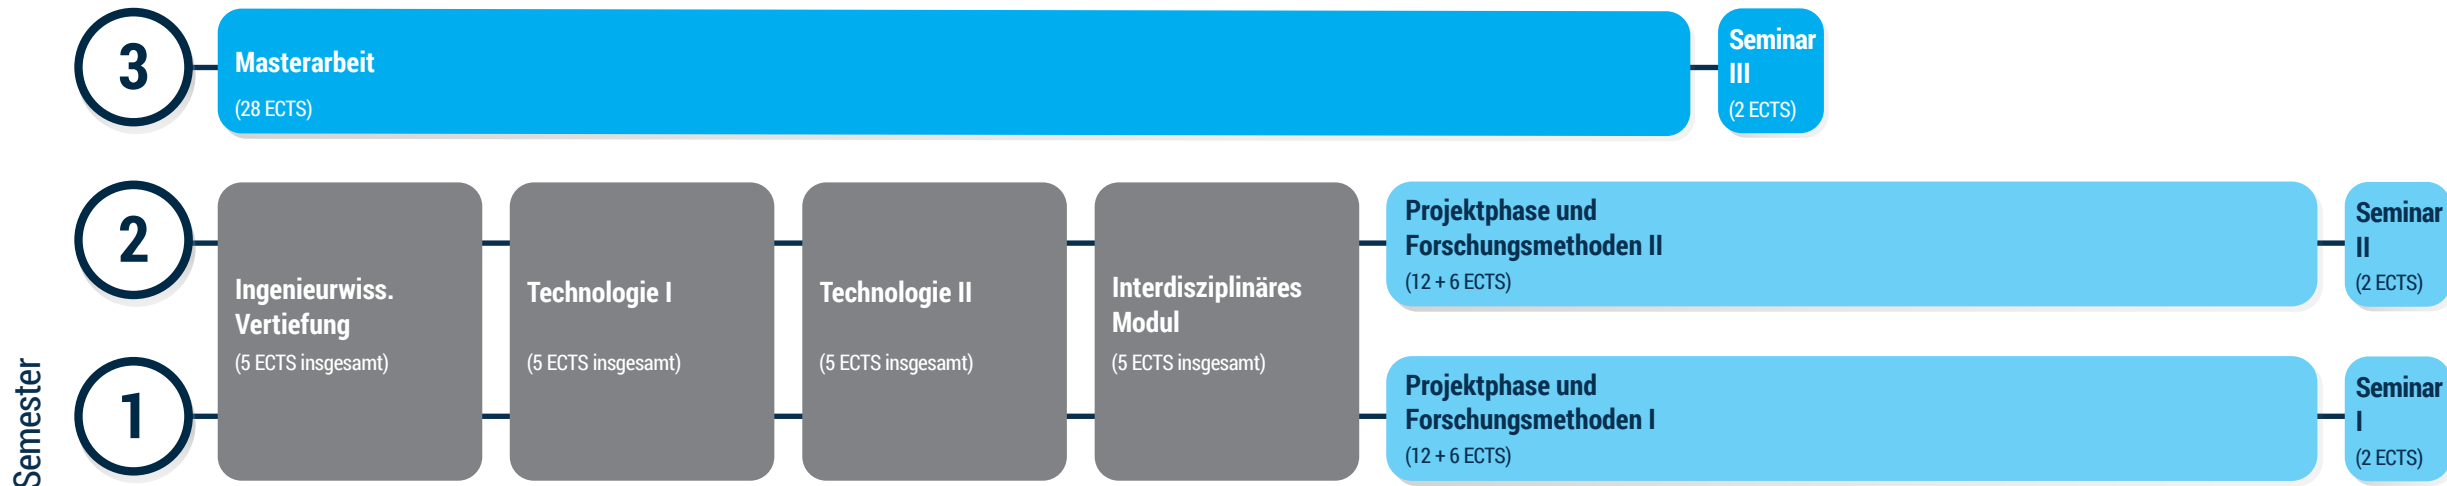 3
Masterarbeit
(28 ECTS)
Seminar
III
(2 ECTS)
2
Ingenieurwiss.
Vertiefung
(5 ECTS insgesamt)
Technologie I
(5 ECTS insgesamt)
Technologie II
(5 ECTS insgesamt)
Interdisziplinäres
Modul
(5 ECTS insgesamt)
Projektphase und
Forschungsmethoden II
(12 + 6 ECTS)
Seminar
II
(2 ECTS)
1
Projektphase und
Forschungsmethoden I
(12 + 6 ECTS)
Seminar
I
(2 ECTS)
Semester